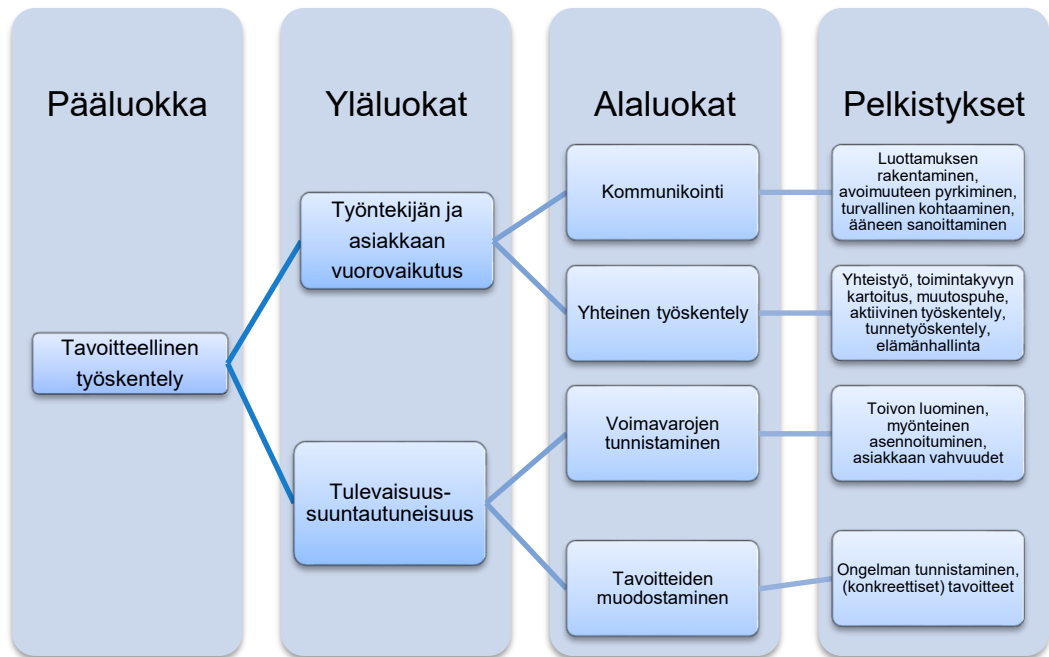 Pääluokka
Yläluokat
Alaluokat
Pelkistykset
Tavoitteellinen
työskentely
Työntekijän ja
asiakkaan
vuorovaikutus
Tulevaisuus-
suuntautuneisuus
Kommunikointi
Yhteinen työskentely
Voimavarojen
tunnistaminen
Tavoitteiden
muodostaminen
Luottamuksen
rakentaminen,
avoimuuteen pyrkiminen,
turvallinen kohtaaminen,
ääneen sanoittaminen
Yhteistyö, toimintakyvyn
kartoitus, muutospuhe,
aktiivinen työskentely,
tunnetyöskentely,
elämänhallinta
Toivon luominen,
myönteinen
asennoituminen,
asiakkaan vahvuudet
Ongelman tunnistaminen,
(konkreettiset) tavoitteet